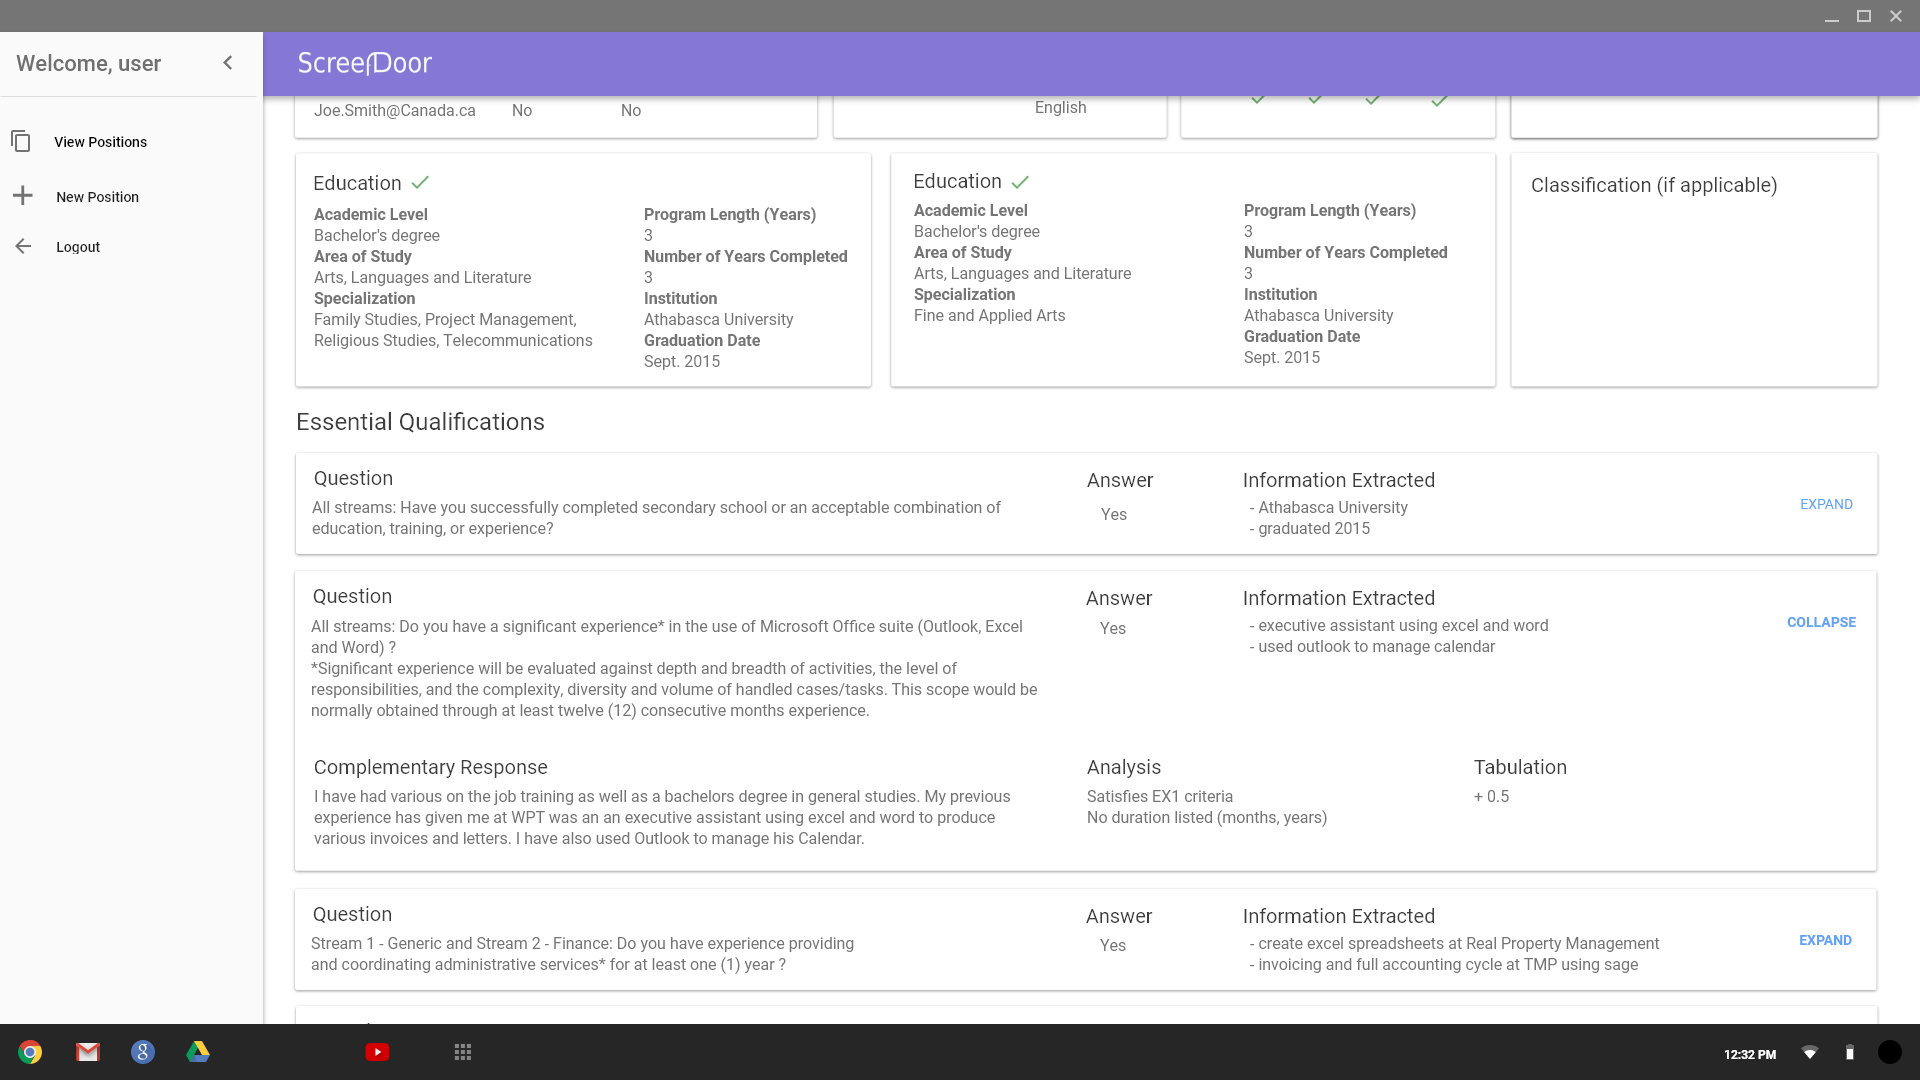 Welcome, user
ScreenDoor
View Positions
New Position
Logout
Joe.Smith@Canada.ca No No
English
Education
Academic Level
Bachelor's degree
Area of Study
Arts, Languages and Literature
Specialization
Family Studies, Project Management,
Religious Studies, Telecommunications
Program Length (Years)
3
Number of Years Completed
3
Institution
Athabasca University
Graduation Date
Sept. 2015
Education
Academic Level
Bachelor's degree
Area of Study
Arts, Languages and Literature
Specialization
Fine and Applied Arts
Program Length (Years)
3
Number of Years Completed
3
Institution
Athabasca University
Graduation Date
Sept. 2015
Classification (if applicable)
Essential Qualifications
Question
All streams: Have you successfully completed secondary school or an acceptable combination of
education, training, or experience?
Answer
Yes
Information Extracted
- Athabasca University
- graduated 2015
EXPAND
Question
All streams: Do you have a significant experience* in the use of Microsoft Office suite (Outlook, Excel
and Word) ?
*Significant experience will be evaluated against depth and breadth of activities, the level of
responsibilities, and the complexity, diversity and volume of handled cases/tasks. This scope would be
normally obtained through at least twelve (12) consecutive months experience.
Answer
Yes
Information Extracted
- executive assistant using excel and word
- used outlook to manage calendar
COLLAPSE
Complementary Response
I have had various on the job training as well as a bachelors degree in general studies. My previous
experience has given me at WPT was an an executive assistant using excel and word to produce
various invoices and letters. I have also used Outlook to manage his Calendar.
Analysis
Satisfies EX1 criteria
No duration listed (months, years)
Tabulation
+ 0.5
Question
Stream 1 - Generic and Stream 2 - Finance: Do you have experience providing
and coordinating administrative services* for at least one (1) year ?
Answer
Yes
Information Extracted
- create excel spreadsheets at Real Property Management
- invoicing and full accounting cycle at TMP using sage
EXPAND
12:32 PM